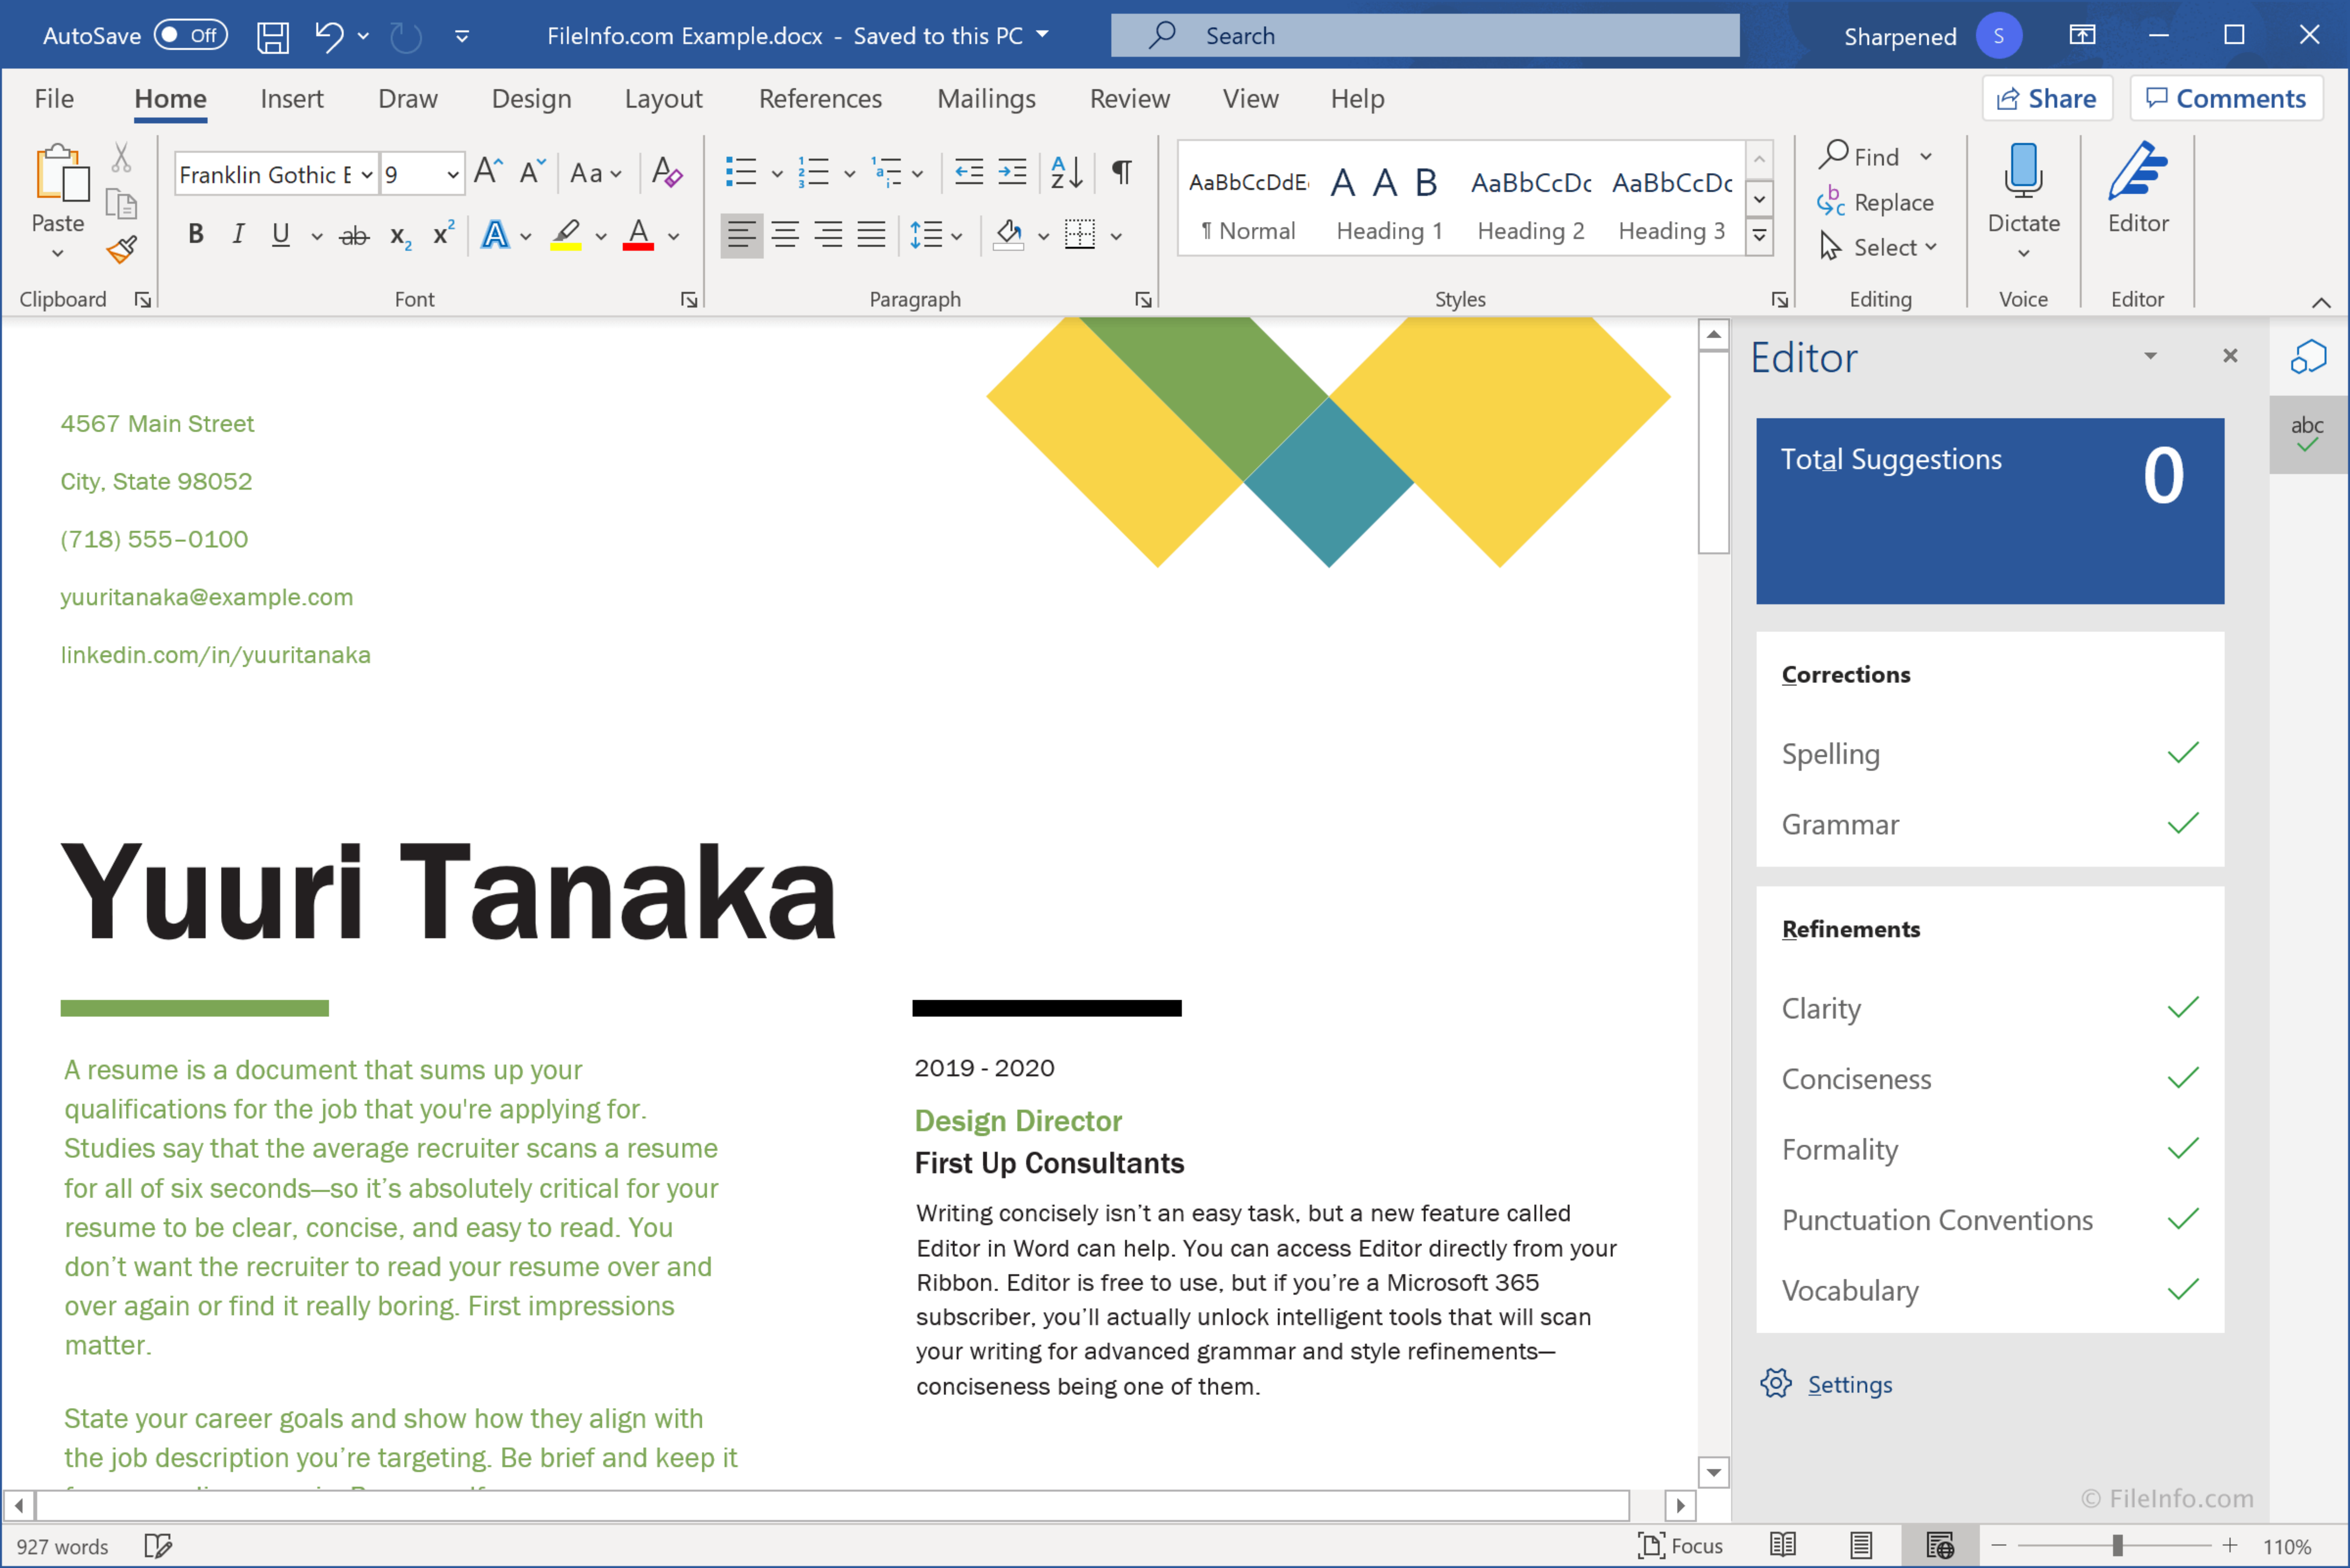 AutoSave Off FileInfo.com Example.docx - Saved to this PC Search Sharpened S
File Home Insert Draw Design Layout References Mailings Review View Help Share Comments
Paste
Clipboard
Franklin Gothic 9
Font
Paragraph
AaBbCcDdE AAB AaBbCcDc AaBbCcDc
¶ Normal Heading 1 Heading 2 Heading 3
Styles
Find
Replace
Select
Editing
Dictate
Voice
Editor
Editor
4567 Main Street
City, State 98052
(718) 555-0100
yuuritanaka@example.com
linkedin.com/in/yuuritanaka
Yuuri Tanaka
A resume is a document that sums up your
qualifications for the job that you're applying for.
Studies say that the average recruiter scans a resume
for all of six seconds—so it’s absolutely critical for your
resume to be clear, concise, and easy to read. You
don’t want the recruiter to read your resume over and
over again or find it really boring. First impressions
matter.
State your career goals and show how they align with
the job description you’re targeting. Be brief and keep it
2019 - 2020
Design Director
First Up Consultants
Writing concisely isn’t an easy task, but a new feature called
Editor in Word can help. You can access Editor directly from your
Ribbon. Editor is free to use, but if you’re a Microsoft 365
subscriber, you’ll actually unlock intelligent tools that will scan
your writing for advanced grammar and style refinements—
conciseness being one of them.
Editor
abc
Total Suggestions 0
Corrections
Spelling
Grammar
Refinements
Clarity
Conciseness
Formality
Punctuation Conventions
Vocabulary
Settings
© FileInfo.com
927 words Focus 110%